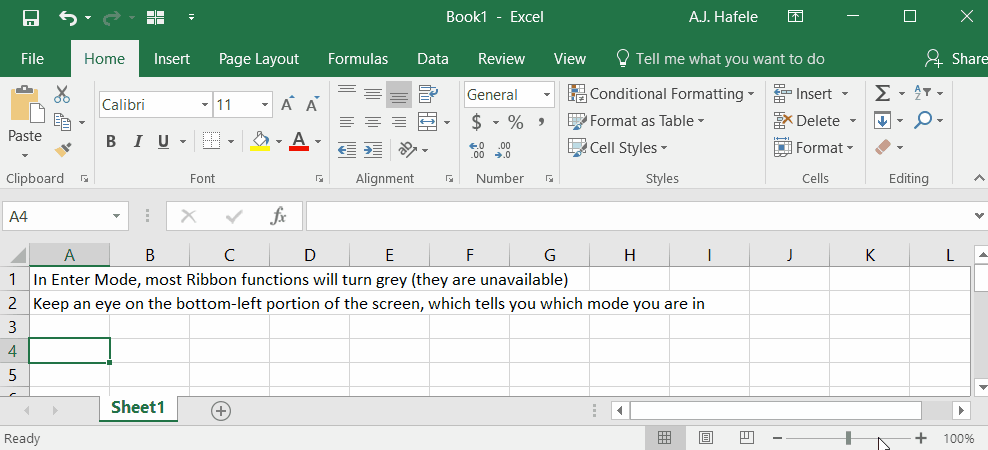 Book1 - Excel
A.J. Hafele
File Home Insert Page Layout Formulas Data Review View Tell me what you want to do Share
Calibri 11 A A General Conditional Formatting Insert Σ A Z
Paste $ % , Format as Table Delete
B I U A .0 .00 .00 .0 Cell Styles Format
Clipboard Font Alignment Number Styles Cells Editing
A4 fx
A B C D E F G H I J K L
1 In Enter Mode, most Ribbon functions will turn grey (they are unavailable)
2 Keep an eye on the bottom-left portion of the screen, which tells you which mode you are in
3
4
5
Sheet1
Ready 100%